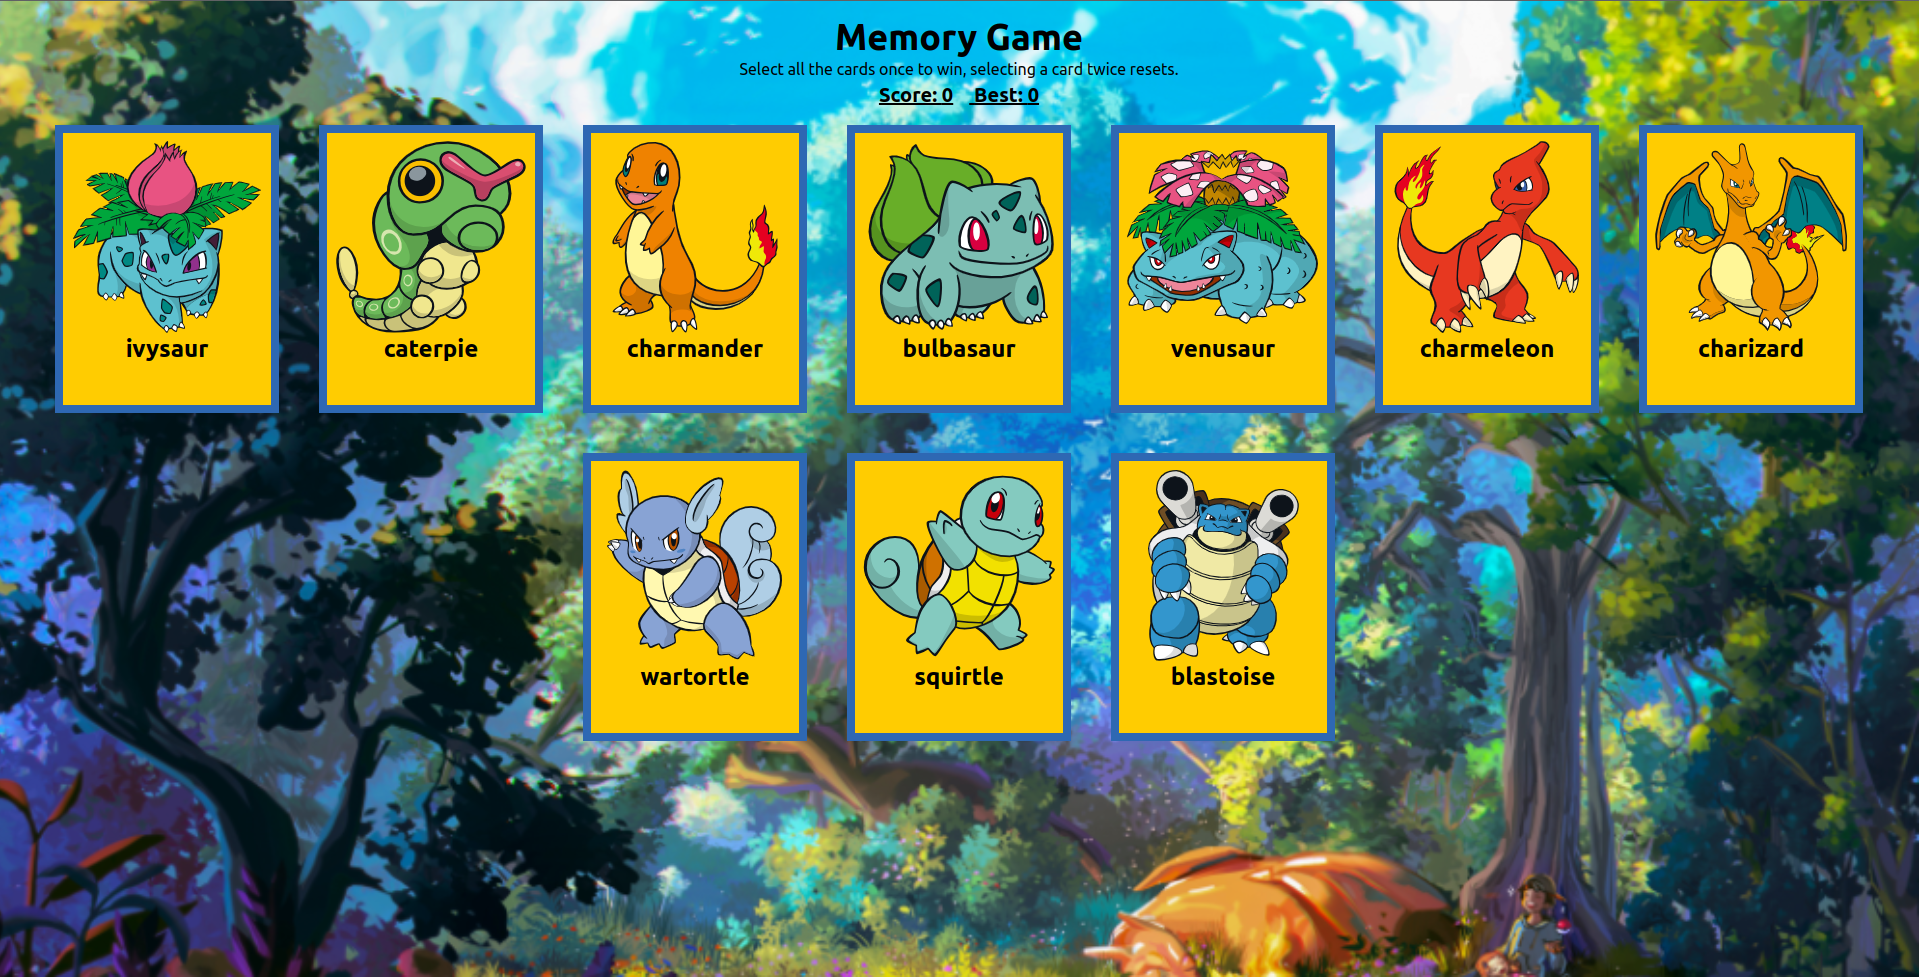 Memory Game
Select all the cards once to win, selecting a card twice resets.
Score: 0 Best: 0
ivysaur caterpie charmander bulbasaur venusaur charmeleon charizard
wartortle squirtle blastoise